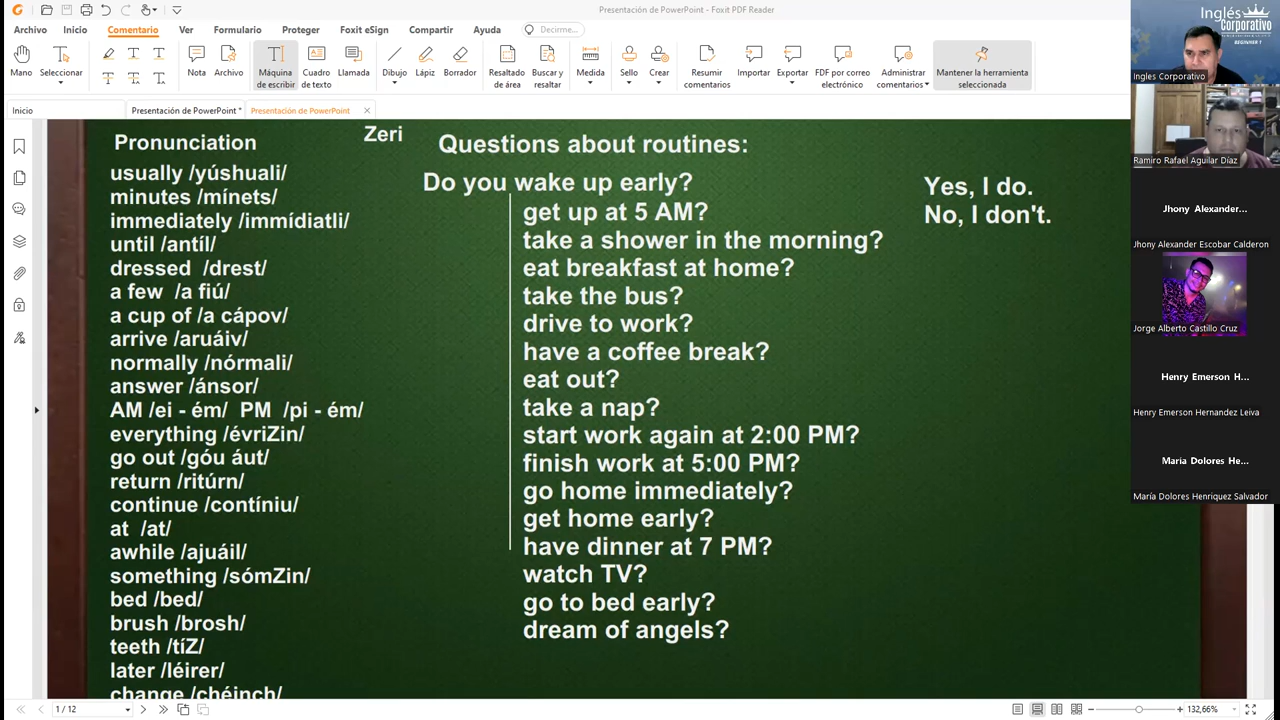 Presentación de PowerPoint - Foxit PDF Reader
Archivo Inicio Comentario Ver Formulario Proteger Foxit eSign Compartir Ayuda Decirme...
Mano Seleccionar Nota Archivo Máquina de escribir Cuadro de texto Llamada Dibujo Lápiz Borrador Resaltado de área Buscar y resaltar Medida Sello Crear Resumir comentarios Importar Exportar FDF por correo electrónico Administrar comentarios Mantener la herramienta seleccionada
Inicio Presentación de PowerPoint * Presentación de PowerPoint
Pronunciation
usually /yúshuali/
minutes /mínets/
immediately /immídiatli/
until /antíl/
dressed /drest/
a few /a fiú/
a cup of /a cápov/
arrive /aruáiv/
normally /nórmali/
answer /ánsor/
AM /ei - ém/ PM /pi - ém/
everything /évriZin/
go out /góu áut/
return /ritúrn/
continue /contíniu/
at /at/
awhile /ajuáil/
something /sómZin/
bed /bed/
brush /brosh/
teeth /tíZ/
later /léirer/
change /chéinch/
Zeri
Questions about routines:
Do you wake up early?
get up at 5 AM?
take a shower in the morning?
eat breakfast at home?
take the bus?
drive to work?
have a coffee break?
eat out?
take a nap?
start work again at 2:00 PM?
finish work at 5:00 PM?
go home immediately?
get home early?
have dinner at 7 PM?
watch TV?
go to bed early?
dream of angels?
Yes, I do.
No, I don't.
Inglés
Corporativo
BEGINNER 1
Ingles Corporativo
Ramiro Rafael Aguilar Díaz
Jhony Alexander...
Jhony Alexander Escobar Calderon
Jorge Alberto Castillo Cruz
Henry Emerson H...
Henry Emerson Hernandez Leiva
María Dolores He...
María Dolores Henriquez Salvador
1 / 12
132,66%